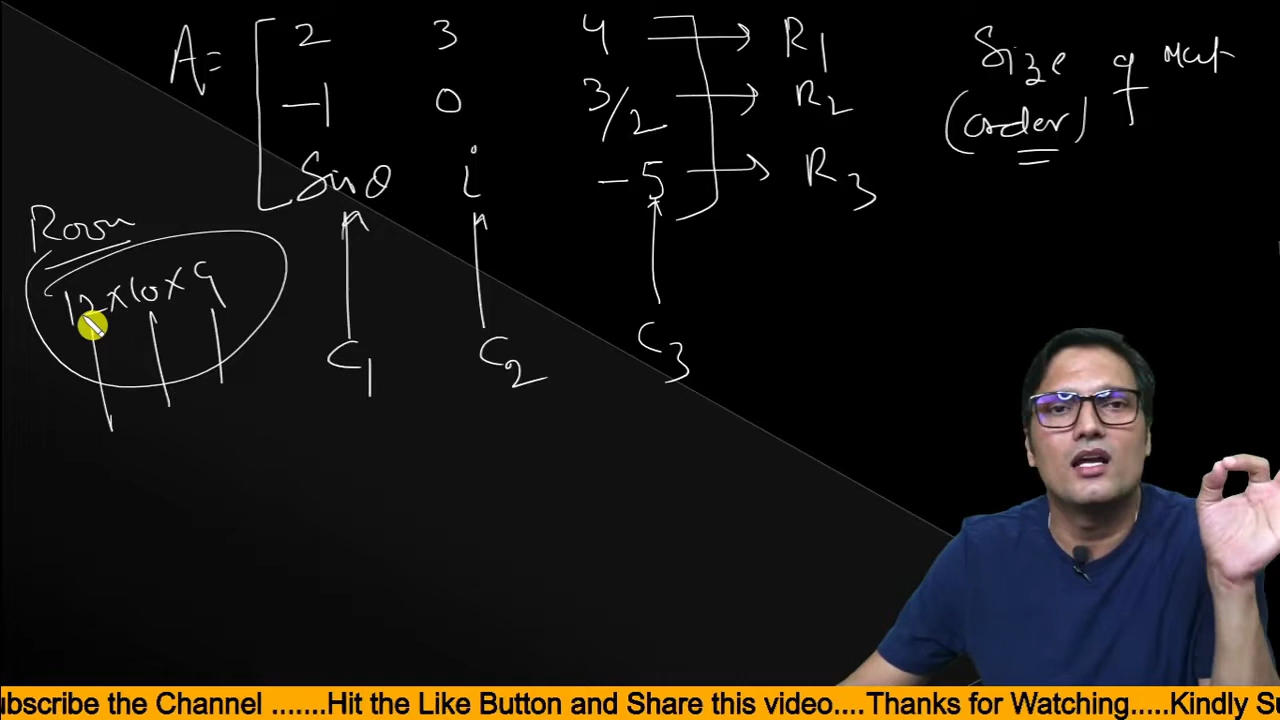 A = [ 2 3 4 ] → R1
-1 0 3/2 → R2
Sinθ i -5 → R3
Size of Mat
(order)
Room
12 × 10 × 9
C1 C2 C3
ubscribe the Channel .......Hit the Like Button and Share this video....Thanks for Watching.....Kindly Su